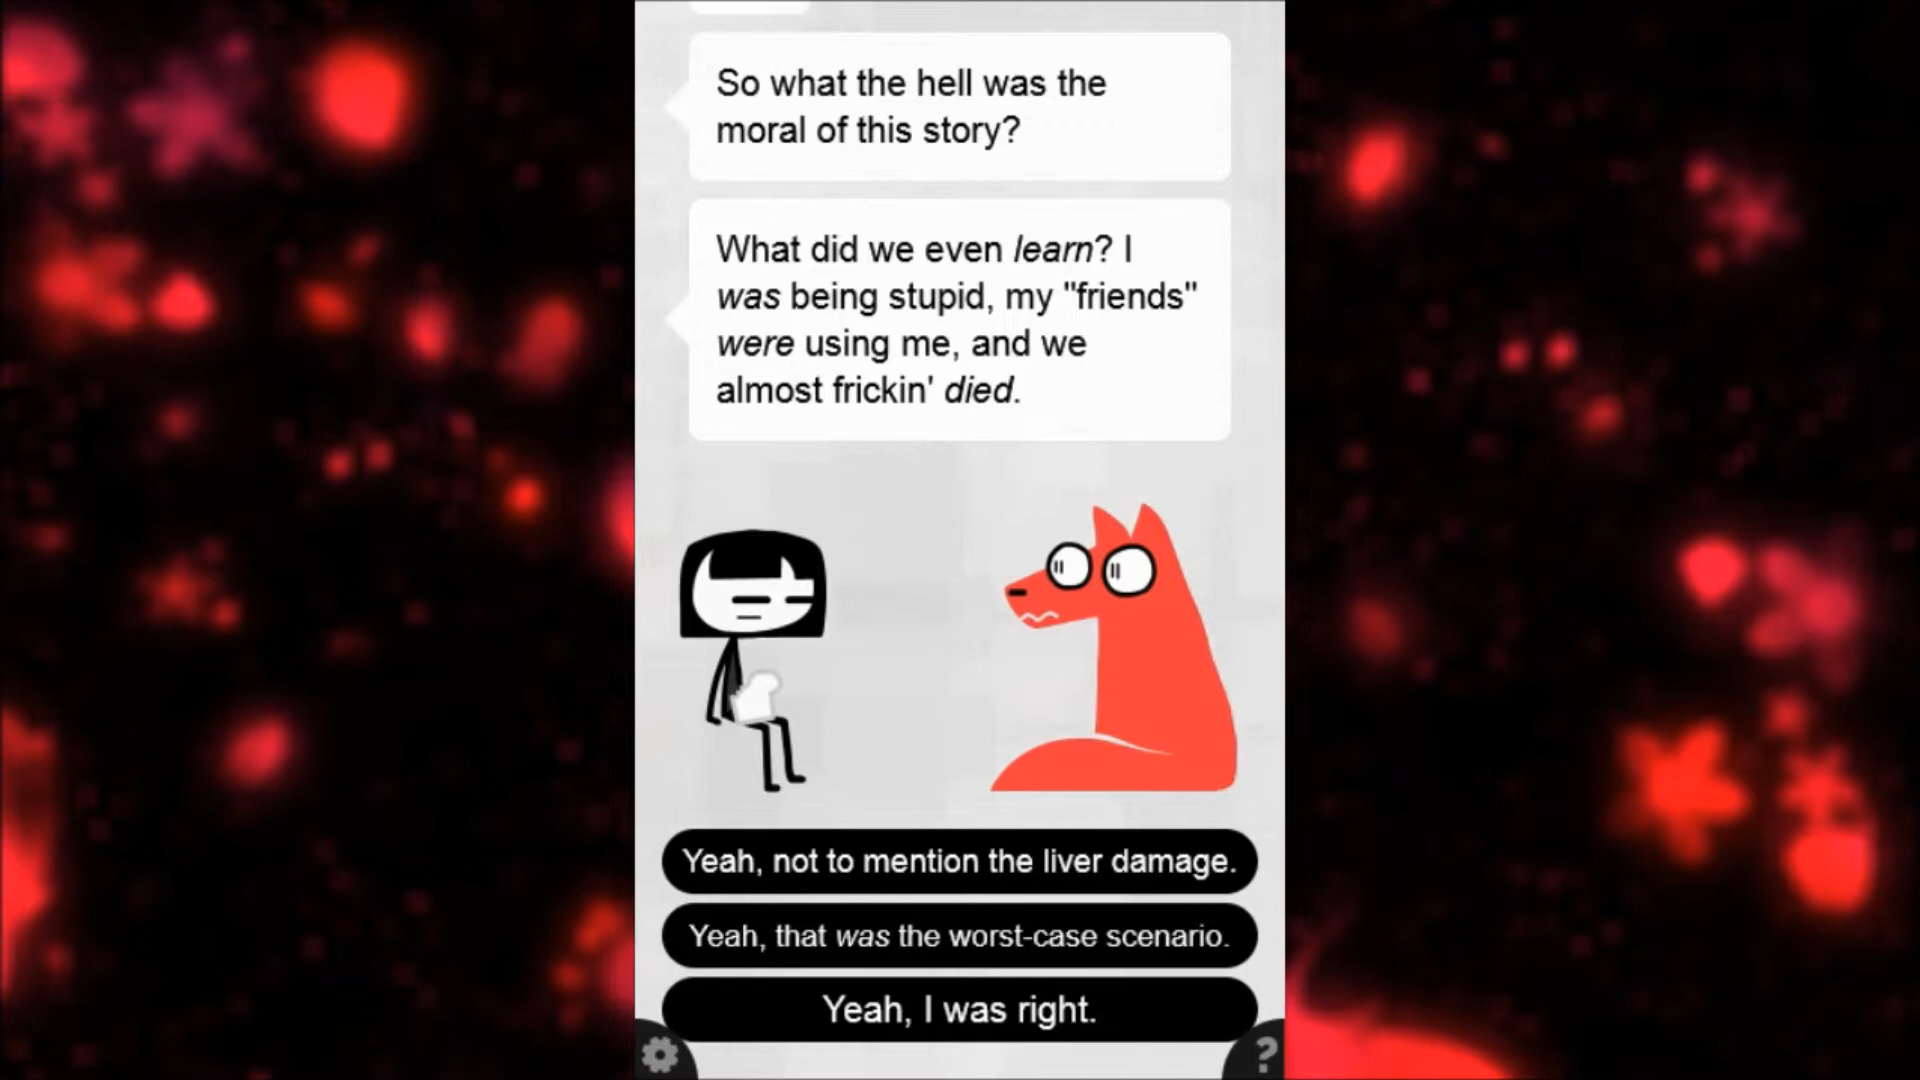 So what the hell was the
moral of this story?
What did we even learn? I
was being stupid, my "friends"
were using me, and we
almost frickin' died.
Yeah, not to mention the liver damage.
Yeah, that was the worst-case scenario.
Yeah, I was right.
?